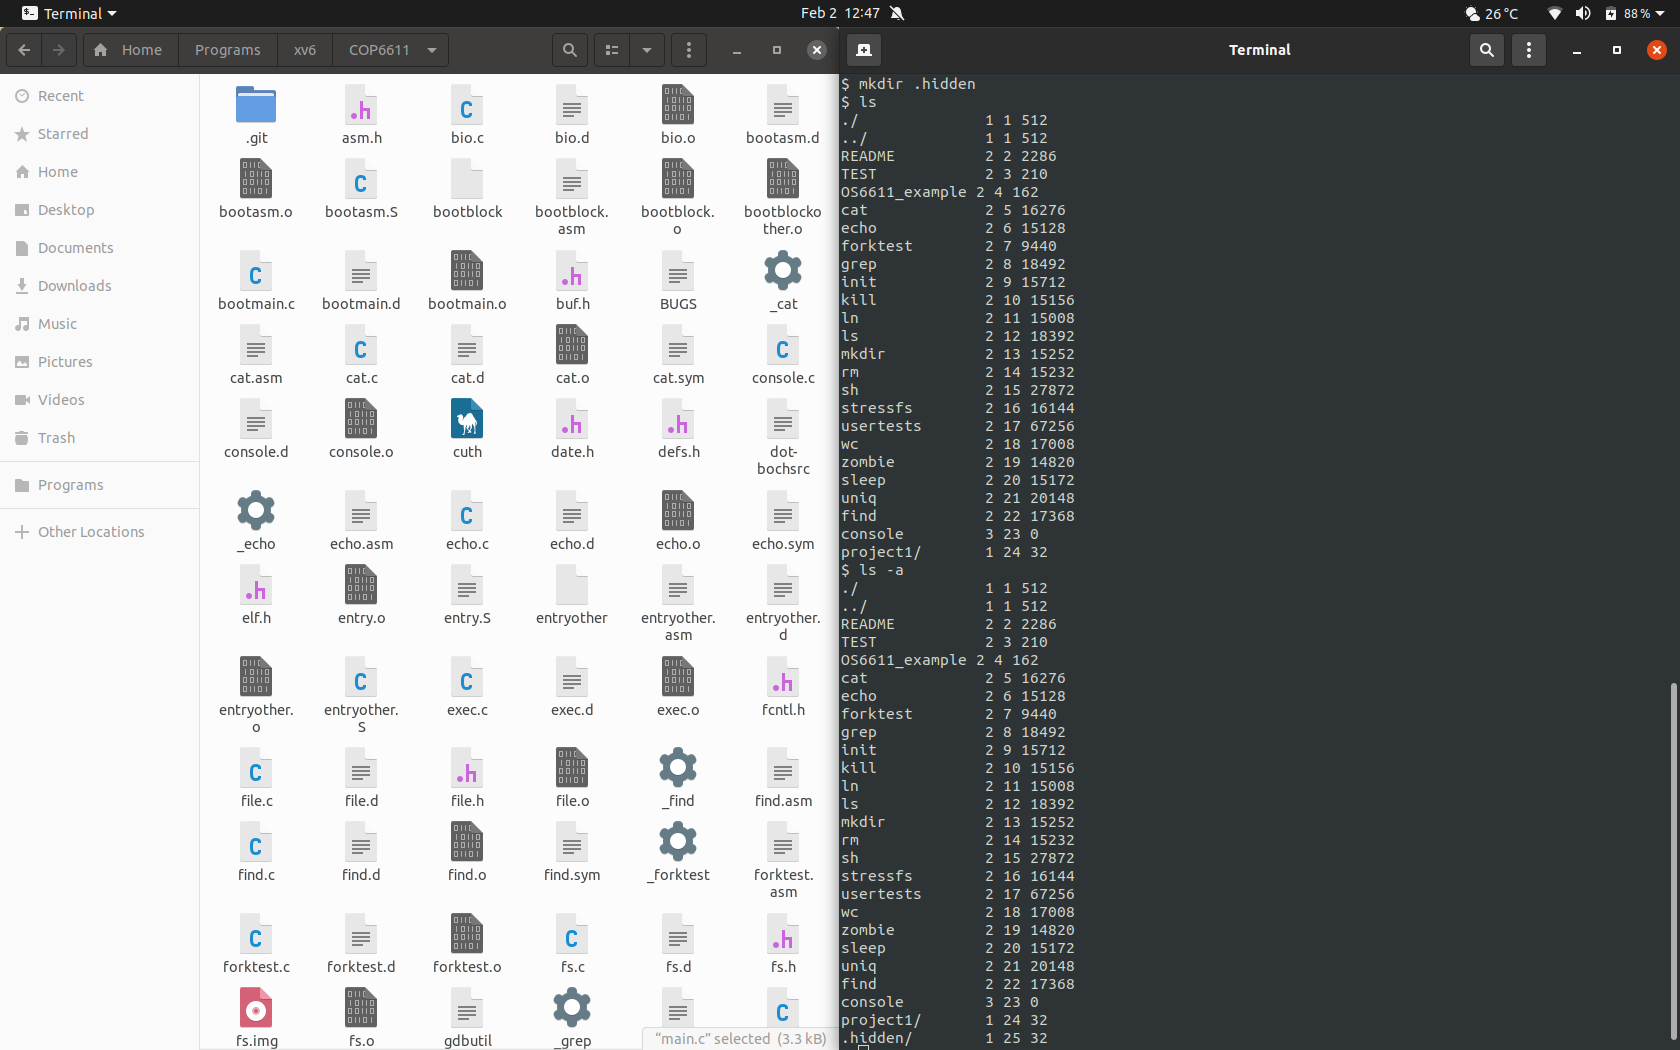 Terminal
Feb 2 12:47
26 °C
88 %
Home
Programs
xv6
COP6611
Terminal
Recent
Starred
Home
Desktop
Documents
Downloads
Music
Pictures
Videos
Trash
Programs
Other Locations
.git
asm.h
bio.c
bio.d
bio.o
bootasm.d
bootasm.o
bootasm.S
bootblock
bootblock.
asm
bootblock.
o
bootblocko
ther.o
bootmain.c
bootmain.d
bootmain.o
buf.h
BUGS
_cat
cat.asm
cat.c
cat.d
cat.o
cat.sym
console.c
console.d
console.o
cuth
date.h
defs.h
dot-
bochsrc
_echo
echo.asm
echo.c
echo.d
echo.o
echo.sym
elf.h
entry.o
entry.S
entryother
entryother.
asm
entryother.
d
entryother.
o
entryother.
S
exec.c
exec.d
exec.o
fcntl.h
file.c
file.d
file.h
file.o
_find
find.asm
find.c
find.d
find.o
find.sym
_forktest
forktest.
asm
forktest.c
forktest.d
forktest.o
fs.c
fs.d
fs.h
fs.img
fs.o
gdbutil
_grep
“main.c” selected (3.3 kB)
$ mkdir .hidden
$ ls
./ 1 1 512
../ 1 1 512
README 2 2 2286
TEST 2 3 210
OS6611_example 2 4 162
cat 2 5 16276
echo 2 6 15128
forktest 2 7 9440
grep 2 8 18492
init 2 9 15712
kill 2 10 15156
ln 2 11 15008
ls 2 12 18392
mkdir 2 13 15252
rm 2 14 15232
sh 2 15 27872
stressfs 2 16 16144
usertests 2 17 67256
wc 2 18 17008
zombie 2 19 14820
sleep 2 20 15172
uniq 2 21 20148
find 2 22 17368
console 3 23 0
project1/ 1 24 32
$ ls -a
./ 1 1 512
../ 1 1 512
README 2 2 2286
TEST 2 3 210
OS6611_example 2 4 162
cat 2 5 16276
echo 2 6 15128
forktest 2 7 9440
grep 2 8 18492
init 2 9 15712
kill 2 10 15156
ln 2 11 15008
ls 2 12 18392
mkdir 2 13 15252
rm 2 14 15232
sh 2 15 27872
stressfs 2 16 16144
usertests 2 17 67256
wc 2 18 17008
zombie 2 19 14820
sleep 2 20 15172
uniq 2 21 20148
find 2 22 17368
console 3 23 0
project1/ 1 24 32
.hidden/ 1 25 32